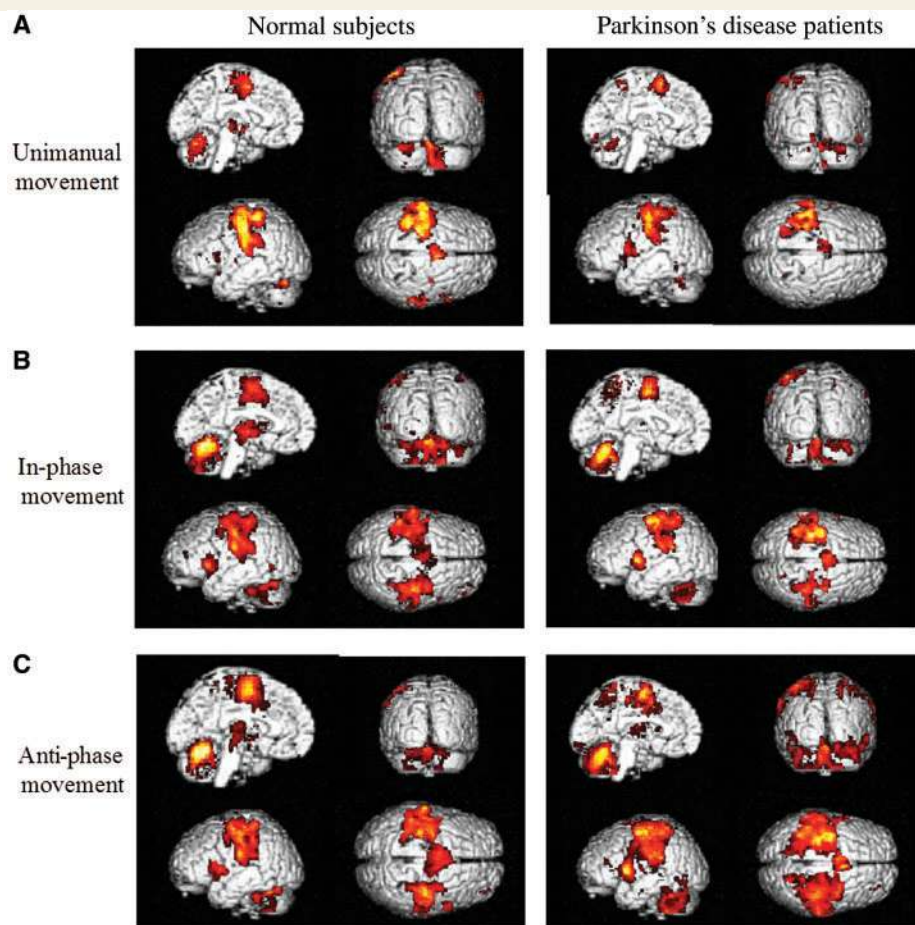 A
Normal subjects
Parkinson's disease patients
Unimanual
movement
B
In-phase
movement
C
Anti-phase
movement